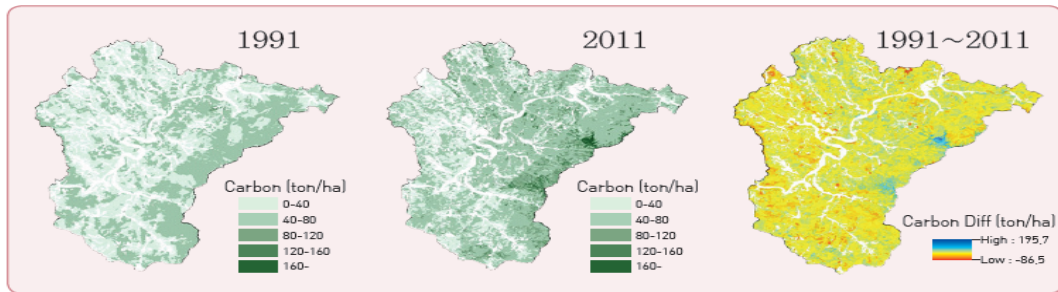 1991
Carbon (ton/ha)
0-40
40-80
80-120
120-160
160-
2011
Carbon (ton/ha)
0-40
40-80
80-120
120-160
160-
1991~2011
Carbon Diff (ton/ha)
High : 195,7
Low : -86,5